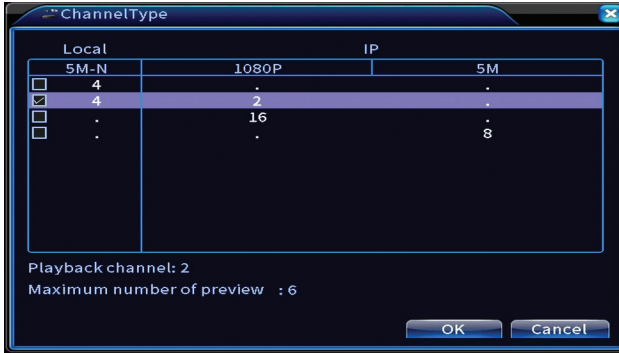 ChannelType
Local IP
5M-N 1080P 5M
4 . .
4 2 .
. 16 .
. . 8
Playback channel: 2
Maximum number of preview : 6
OK Cancel